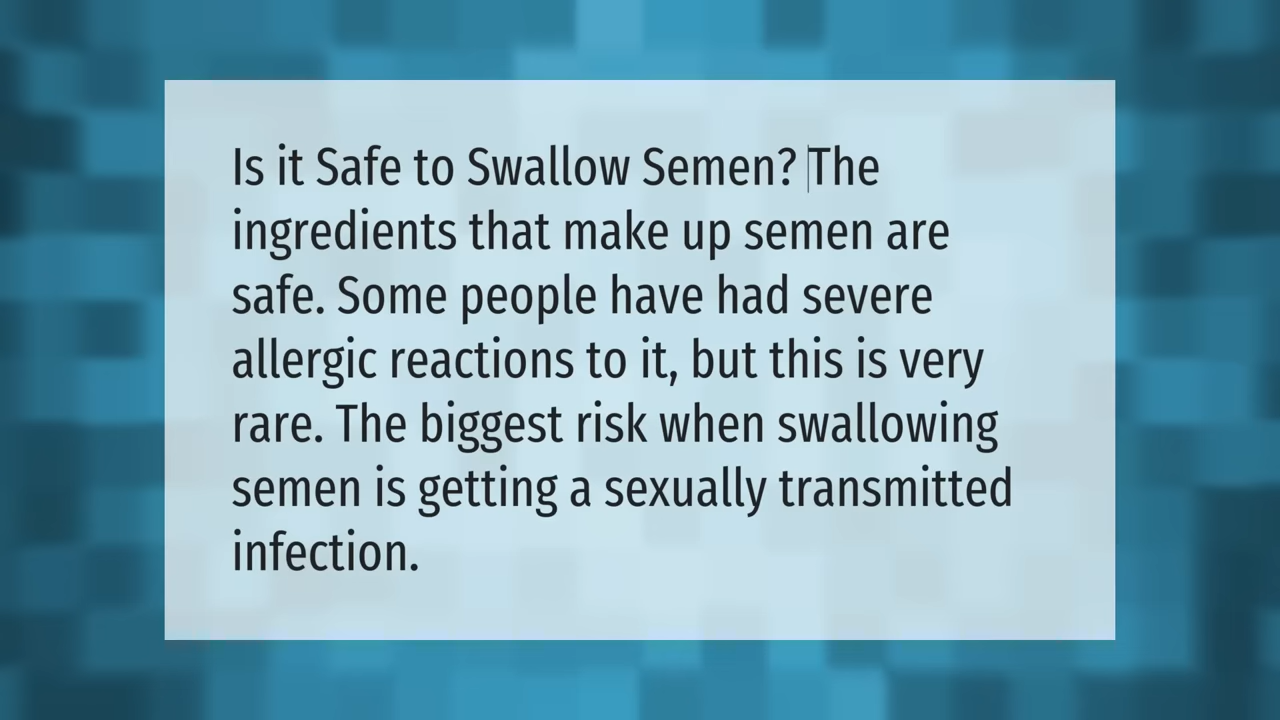 Is it Safe to Swallow Semen? The
ingredients that make up semen are
safe. Some people have had severe
allergic reactions to it, but this is very
rare. The biggest risk when swallowing
semen is getting a sexually transmitted
infection.